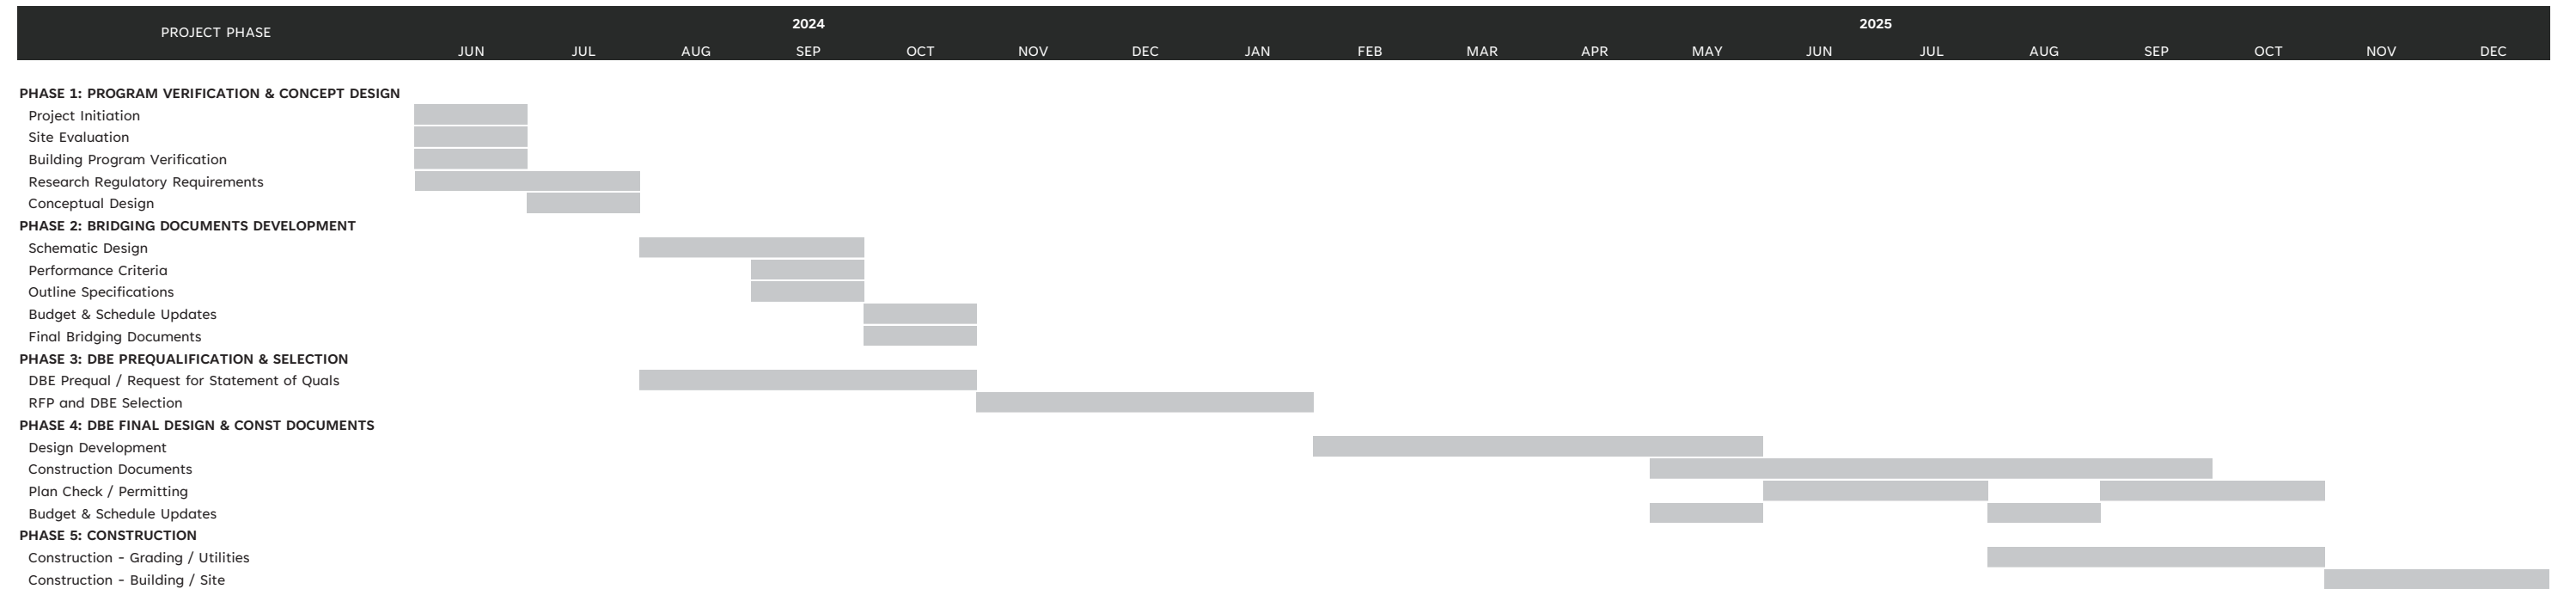 PROJECT PHASE
2024 2025
JUN JUL AUG SEP OCT NOV DEC JAN FEB MAR APR MAY JUN JUL AUG SEP OCT NOV DEC
PHASE 1: PROGRAM VERIFICATION & CONCEPT DESIGN
Project Initiation
Site Evaluation
Building Program Verification
Research Regulatory Requirements
Conceptual Design
PHASE 2: BRIDGING DOCUMENTS DEVELOPMENT
Schematic Design
Performance Criteria
Outline Specifications
Budget & Schedule Updates
Final Bridging Documents
PHASE 3: DBE PREQUALIFICATION & SELECTION
DBE Prequal / Request for Statement of Quals
RFP and DBE Selection
PHASE 4: DBE FINAL DESIGN & CONST DOCUMENTS
Design Development
Construction Documents
Plan Check / Permitting
Budget & Schedule Updates
PHASE 5: CONSTRUCTION
Construction - Grading / Utilities
Construction - Building / Site